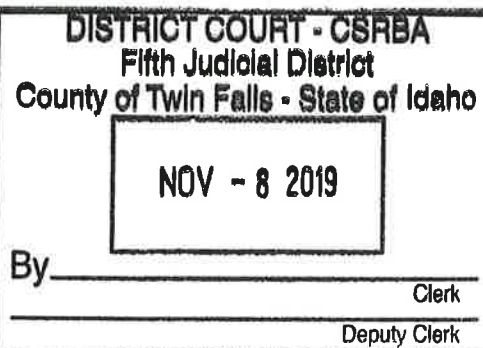 DISTRICT COURT - CSRBA
Fifth Judicial District
County of Twin Falls - State of Idaho
NOV - 8 2019
By
Clerk
Deputy Clerk